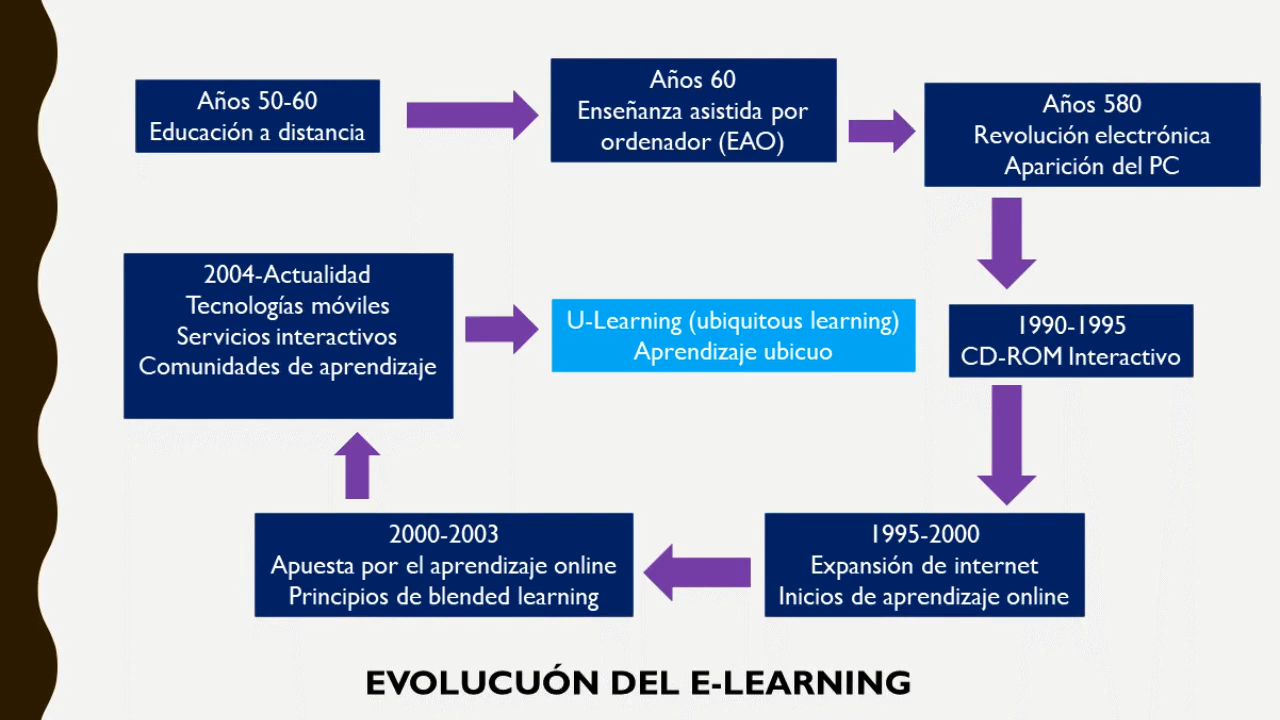 Años 50-60
Educación a distancia
Años 60
Enseñanza asistida por
ordenador (EAO)
Años 580
Revolución electrónica
Aparición del PC
1990-1995
CD-ROM Interactivo
1995-2000
Expansión de internet
Inicios de aprendizaje online
2000-2003
Apuesta por el aprendizaje online
Principios de blended learning
2004-Actualidad
Tecnologías móviles
Servicios interactivos
Comunidades de aprendizaje
U-Learning (ubiquitous learning)
Aprendizaje ubicuo
EVOLUCUÓN DEL E-LEARNING